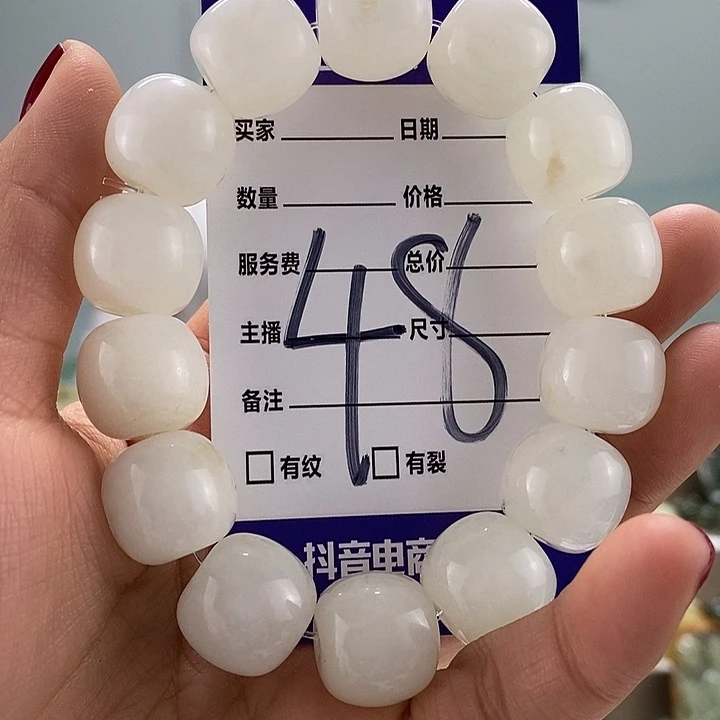 买家 日期
数量 价格
服务费 总价
48
主播 尺寸
备注
□有纹 □有裂
抖音电商